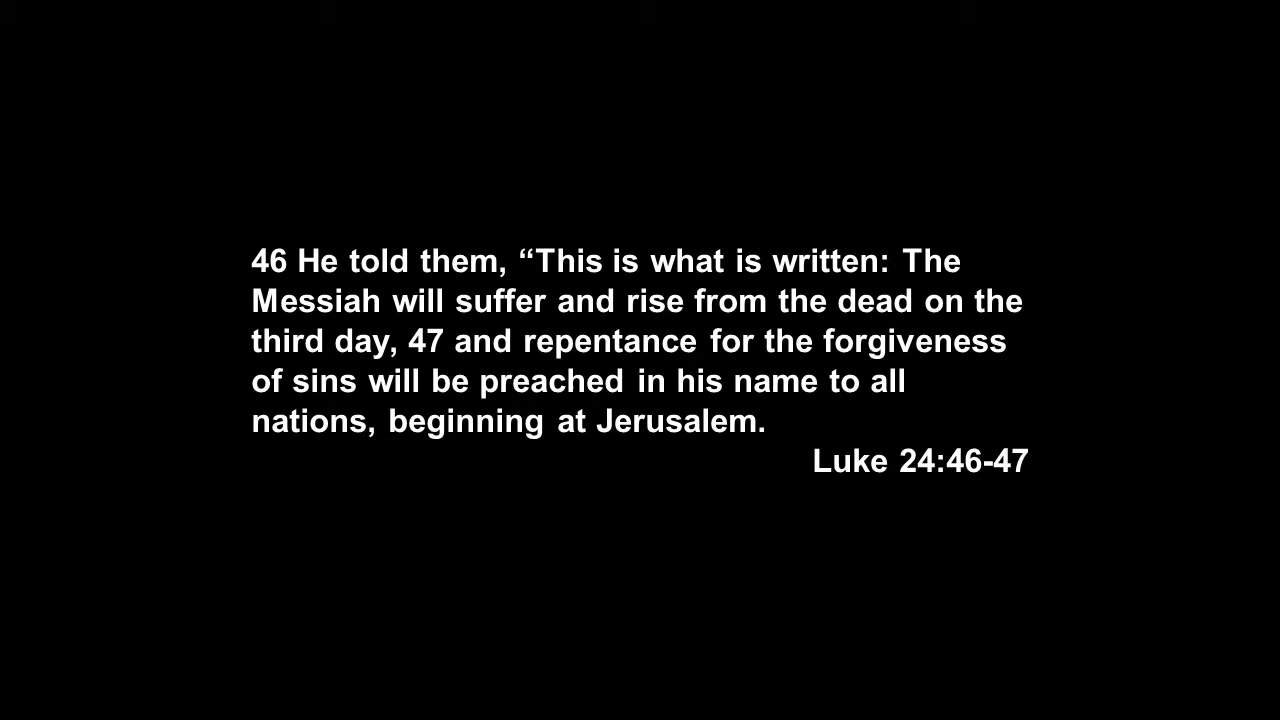 46 He told them, “This is what is written: The
Messiah will suffer and rise from the dead on the
third day, 47 and repentance for the forgiveness
of sins will be preached in his name to all
nations, beginning at Jerusalem.
Luke 24:46-47